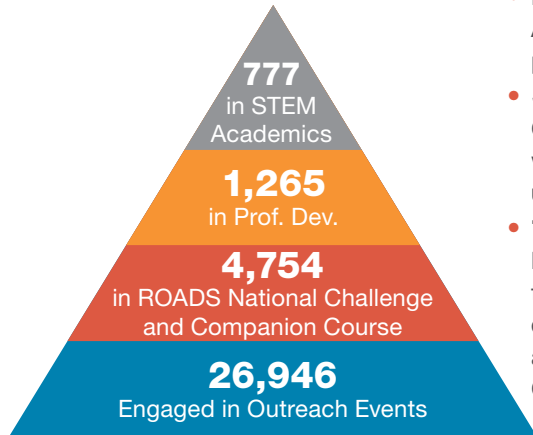 777
in STEM
Academics
1,265
in Prof. Dev.
4,754
in ROADS National Challenge
and Companion Course
26,946
Engaged in Outreach Events